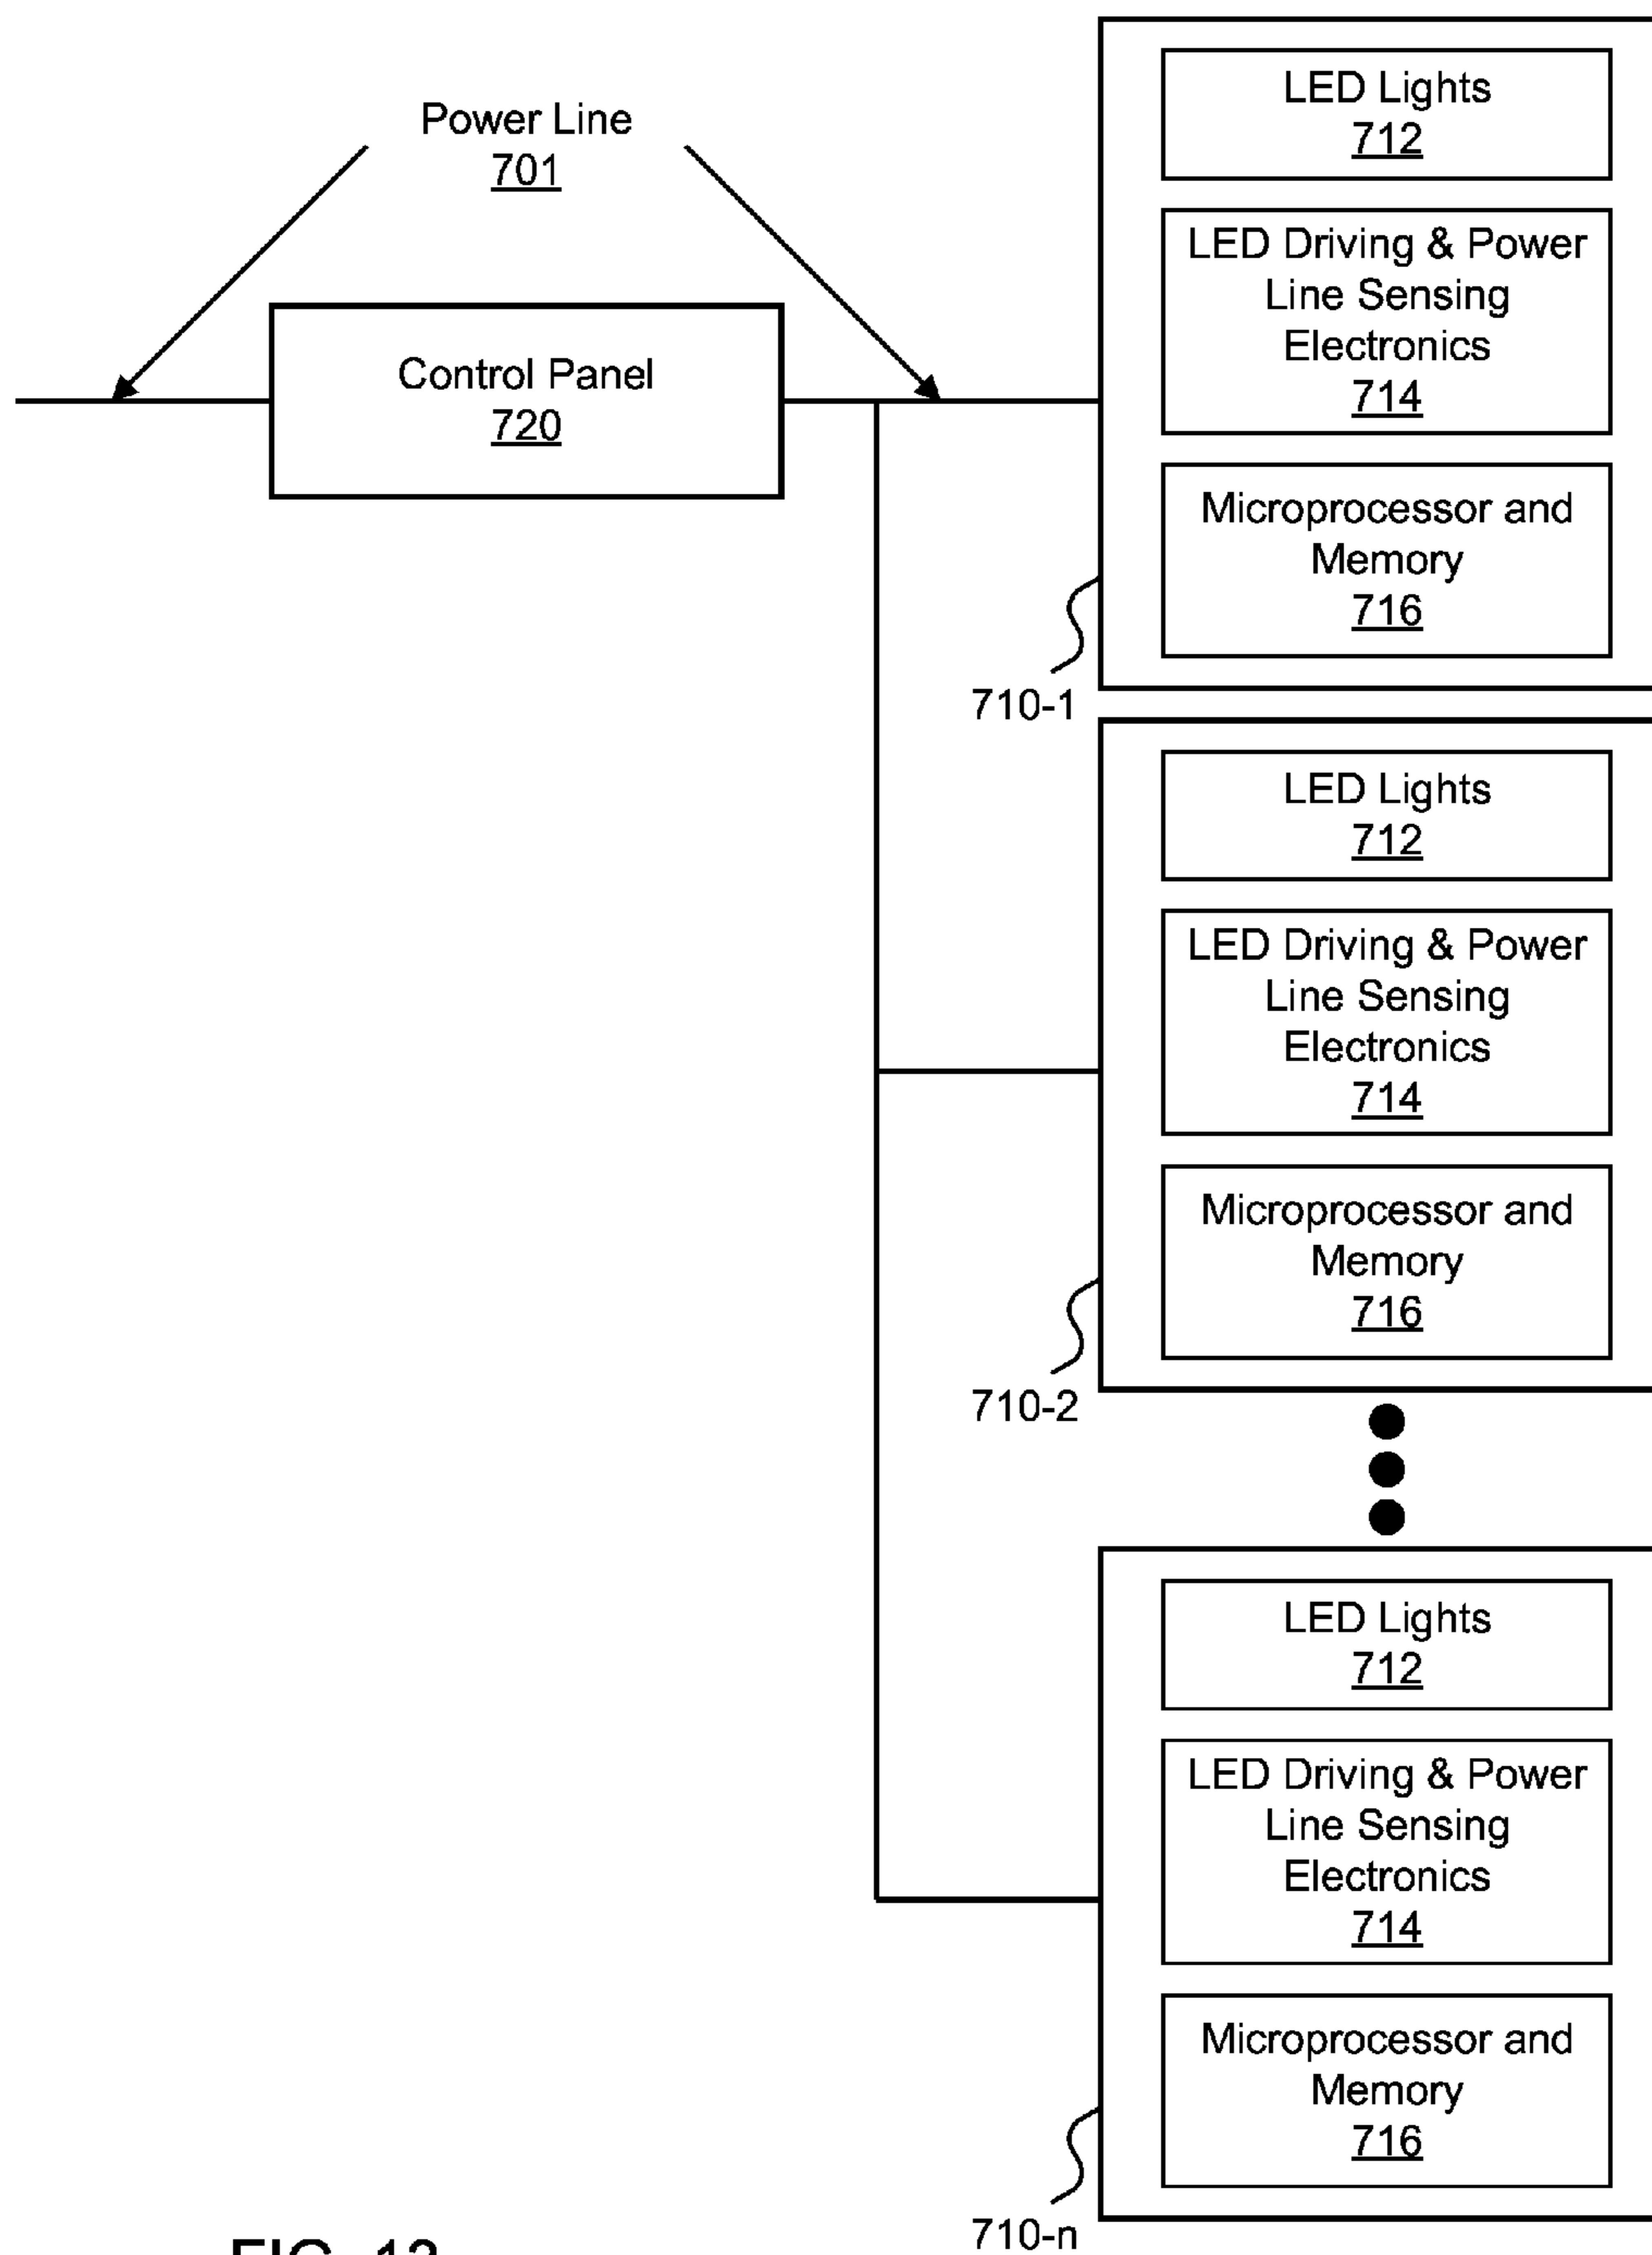 Power Line
701
Control Panel
720
LED Lights
712
LED Driving & Power
Line Sensing
Electronics
714
Microprocessor and
Memory
716
710-1
LED Lights
712
LED Driving & Power
Line Sensing
Electronics
714
Microprocessor and
Memory
716
710-2
LED Lights
712
LED Driving & Power
Line Sensing
Electronics
714
Microprocessor and
Memory
716
710-n